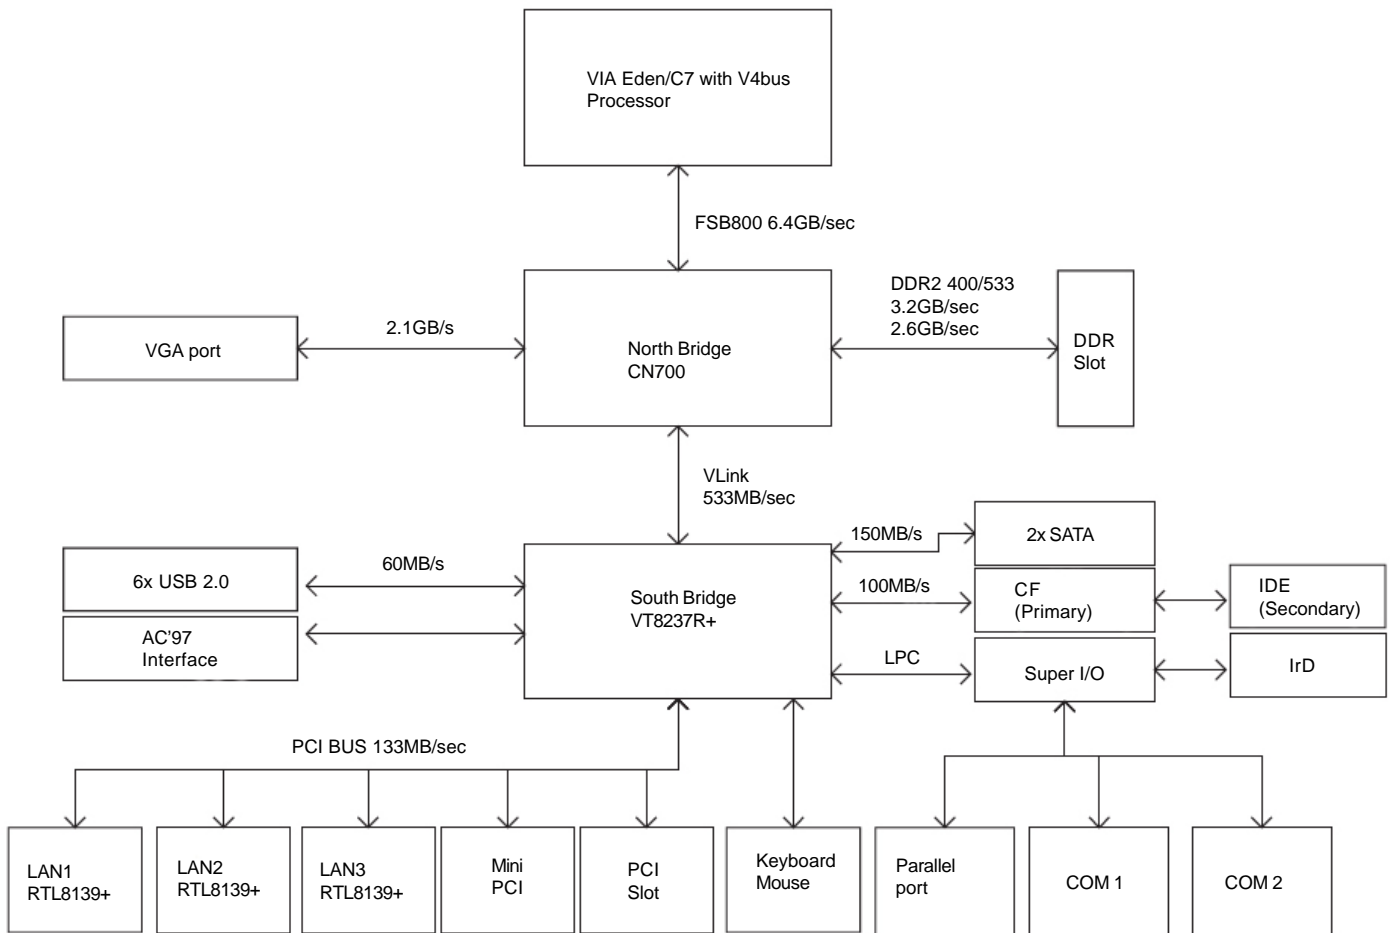 VIA Eden/C7 with V4bus
Processor
FSB800 6.4GB/sec
DDR2 400/533
3.2GB/sec
2.6GB/sec
2.1GB/s
VGA port
North Bridge
CN700
DDR
Slot
VLink
533MB/sec
150MB/s
2x SATA
6x USB 2.0
60MB/s
South Bridge
VT8237R+
100MB/s
CF
(Primary)
IDE
(Secondary)
AC'97
Interface
LPC
Super I/O
IrD
PCI BUS 133MB/sec
LAN1
RTL8139+
LAN2
RTL8139+
LAN3
RTL8139+
Mini
PCI
PCI
Slot
Keyboard
Mouse
Parallel
port
COM 1
COM 2